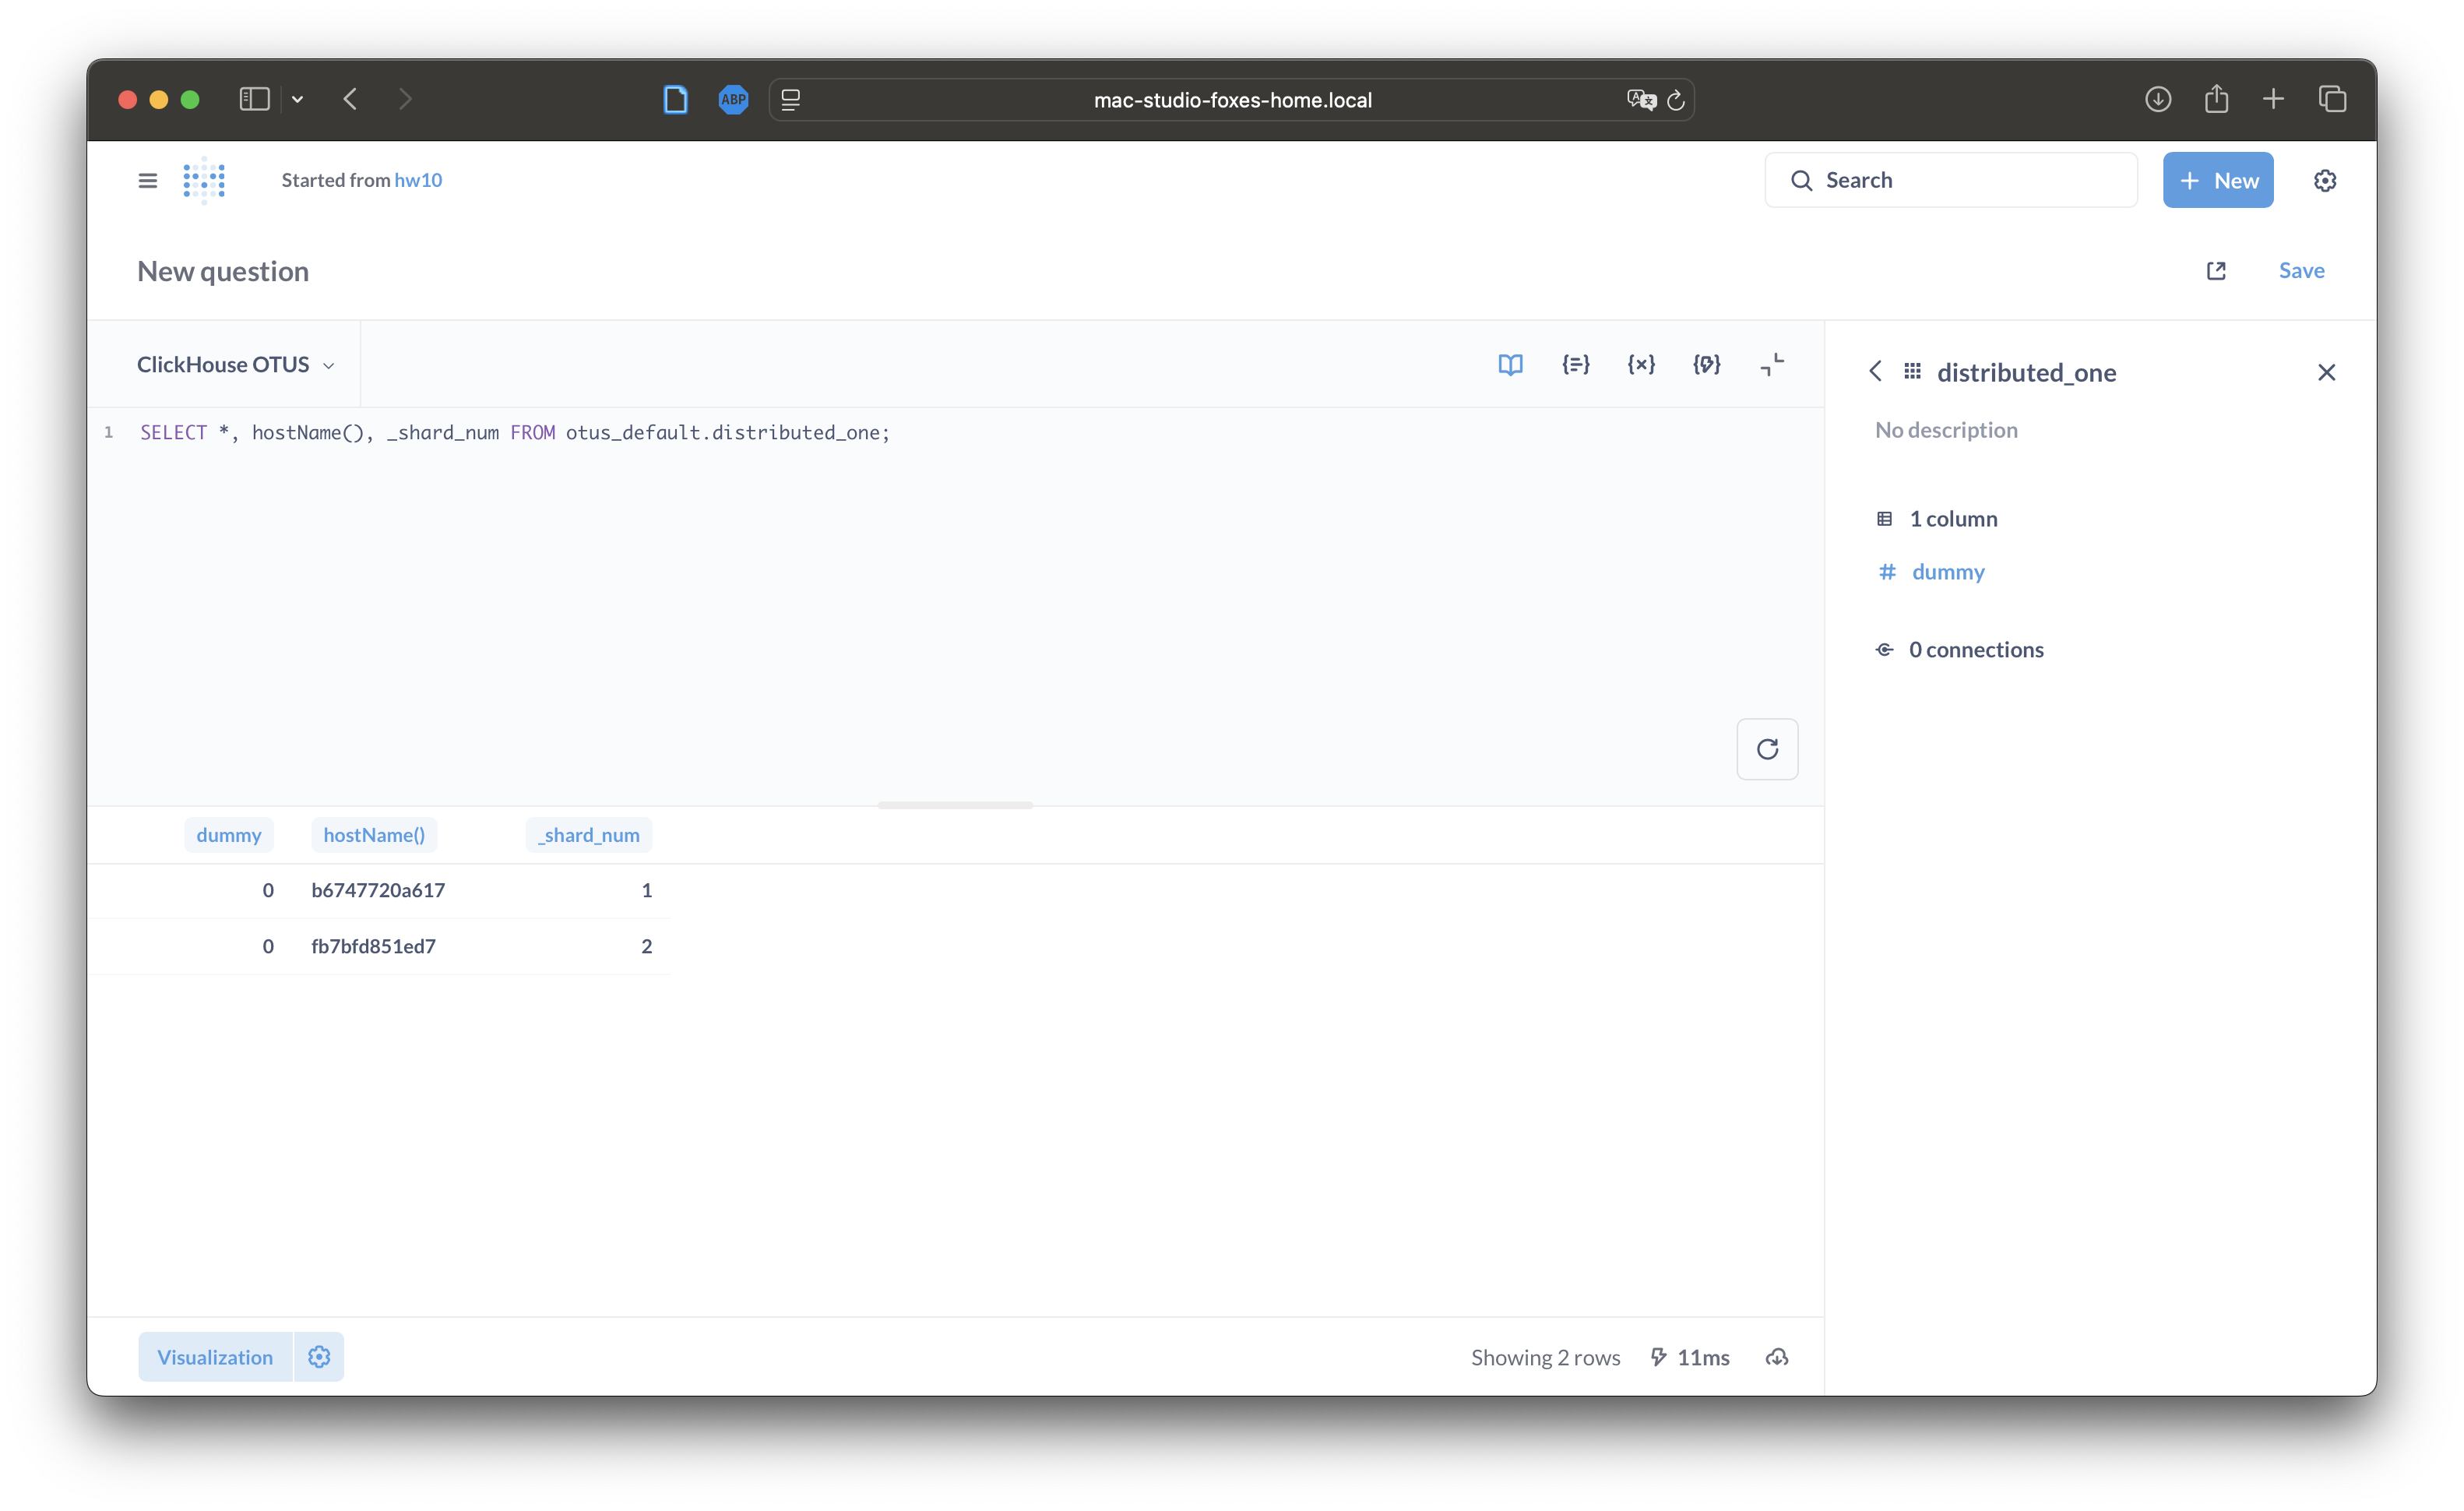 ABP
mac-studio-foxes-home.local
Started from hw10
Search
New
New question
Save
ClickHouse OTUS
distributed_one
1 SELECT *, hostName(), _shard_num FROM otus_default.distributed_one;
No description
1 column
dummy
0 connections
dummy hostName() _shard_num
0 b6747720a617 1
0 fb7bfd851ed7 2
Visualization
Showing 2 rows 11ms